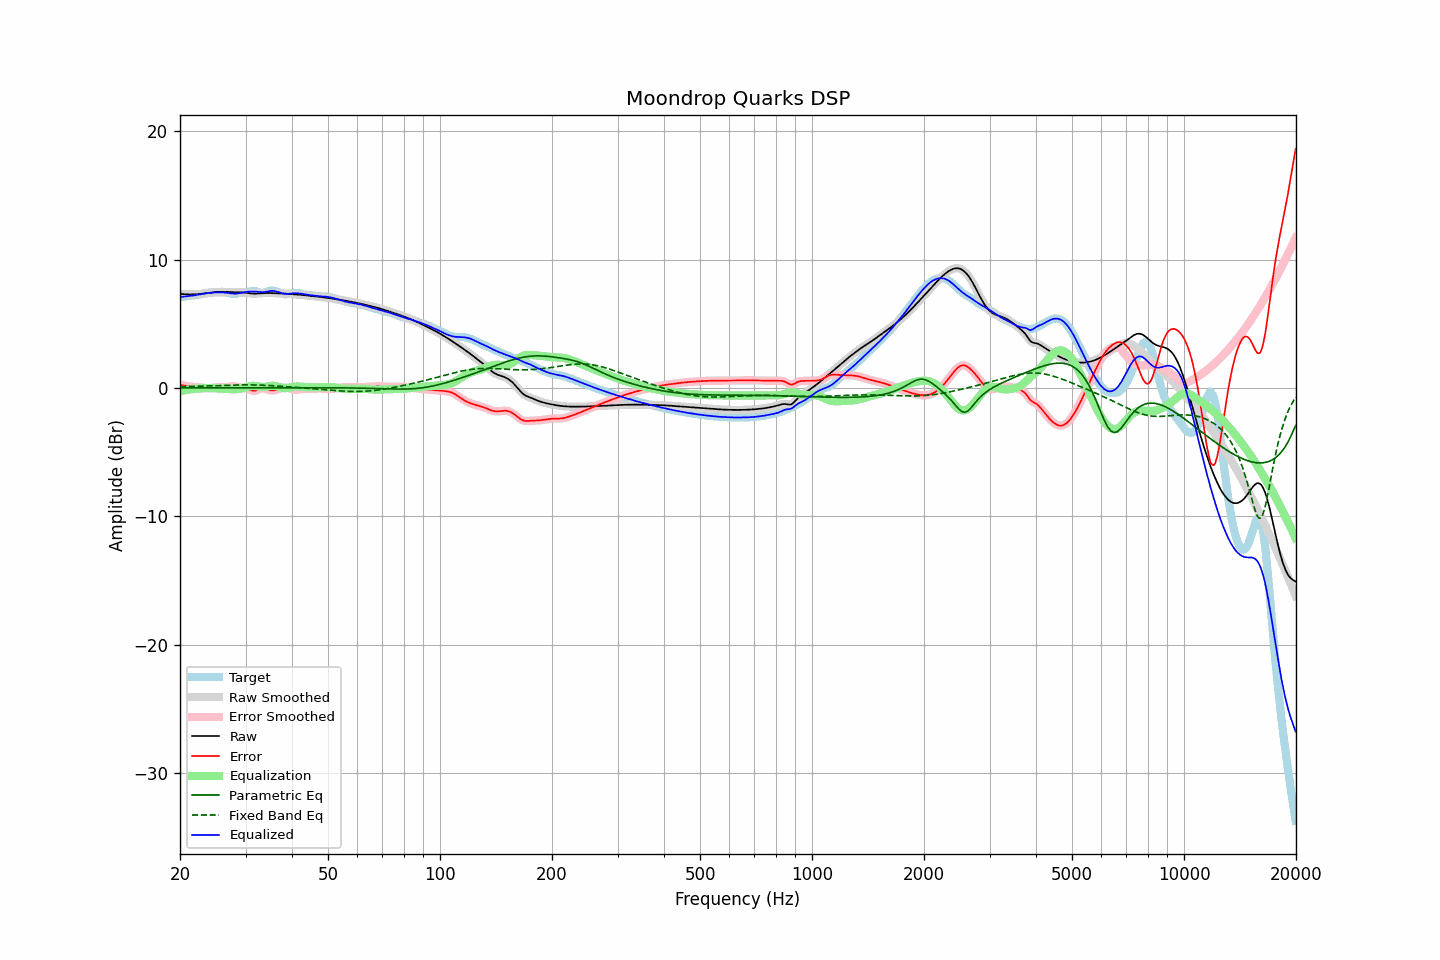 Moondrop Quarks DSP
Amplitude (dBr)
20
10
0
−10
−20
−30
Target
Raw Smoothed
Error Smoothed
Raw
Error
Equalization
Parametric Eq
Fixed Band Eq
Equalized
20
50
100
200
500
1000
2000
5000
10000
20000
Frequency (Hz)